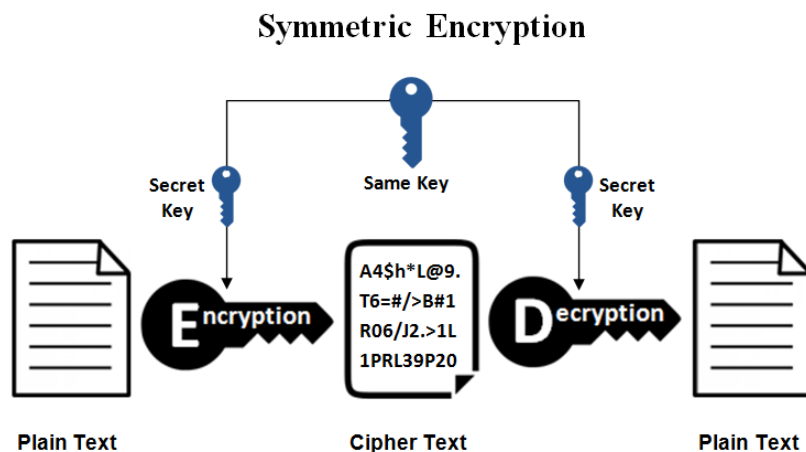 Symmetric Encryption
Secret
Key
Same Key
Secret
Key
Encryption
A4$h*L@9.
T6=#/>B#1
R06/J2.>1L
1PRL39P20
Decryption
Plain Text
Cipher Text
Plain Text